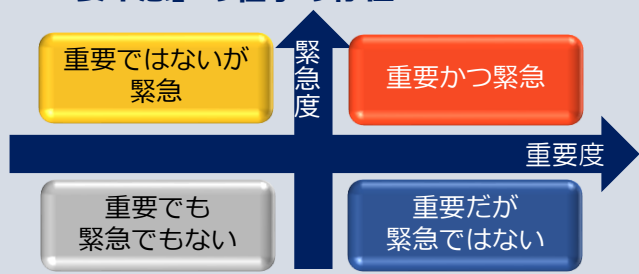 重要ではないが
緊急
緊急度
重要かつ緊急
重要度
重要でも
緊急でもない
重要だが
緊急ではない